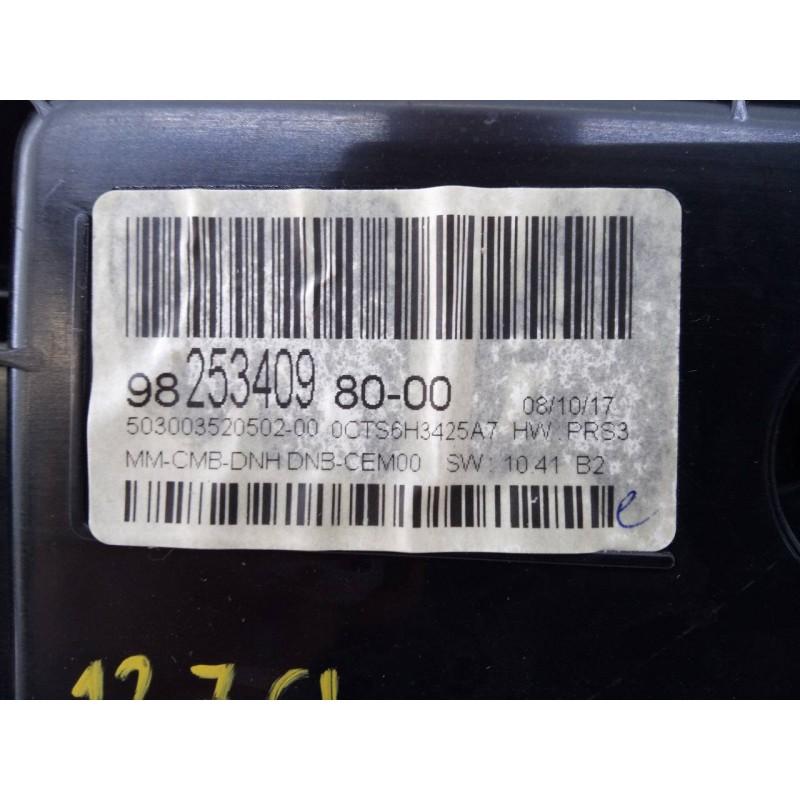 98 253409 80-00 08/10/17
503003520502-00 0CTS6H3425A7 HW : PRS3
MM-CMB-DNH DNB-CEM00 SW : 10 41 B2
e